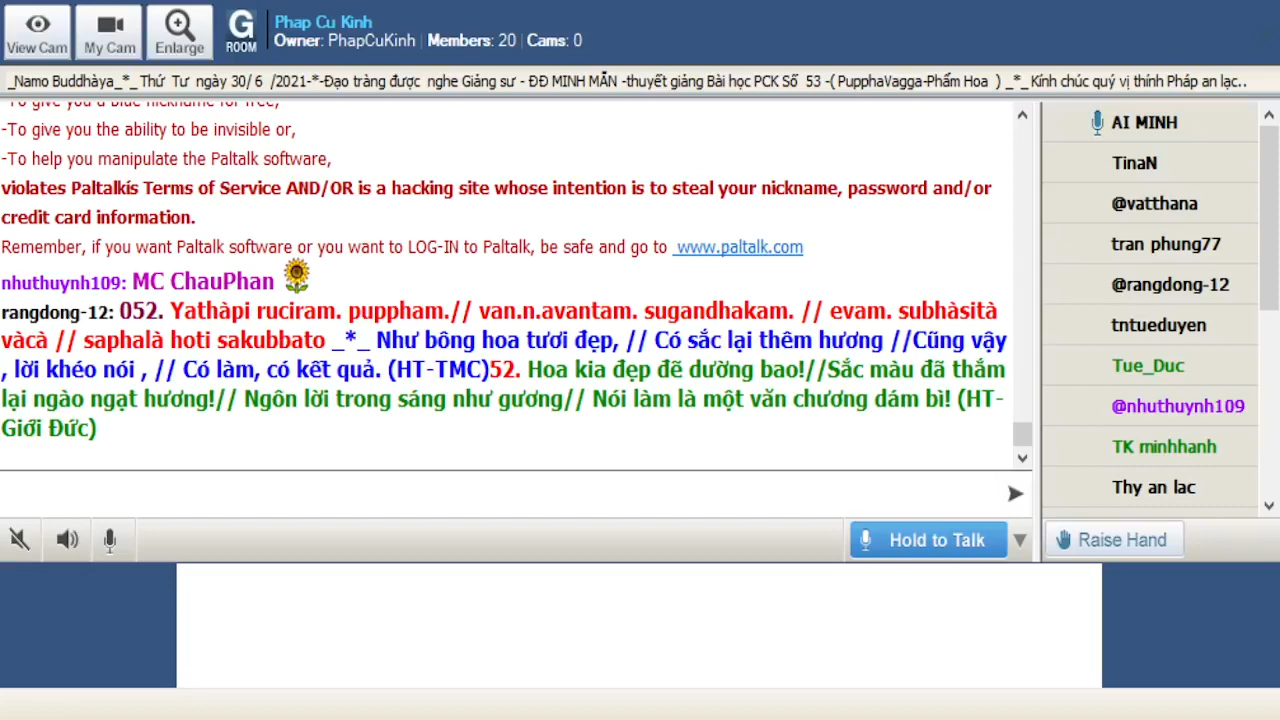 View Cam
My Cam
Enlarge
G
ROOM
Phap Cu Kinh
Owner: PhapCuKinh | Members: 20 | Cams: 0
_Namo Buddhàya_*_ Thứ Tư ngày 30/ 6 /2021-*-Đạo tràng được nghe Giảng sư - ĐĐ MINH MẪN -thuyết giảng Bài học PCK Số 53 -( PupphaVagga-Phẩm Hoa ) _*_ Kính chúc quý vị thính Pháp an lạc..
-To give you a blue nickname for free,
-To give you the ability to be invisible or,
-To help you manipulate the Paltalk software,
violates Paltalkís Terms of Service AND/OR is a hacking site whose intention is to steal your nickname, password and/or
credit card information.
Remember, if you want Paltalk software or you want to LOG-IN to Paltalk, be safe and go to www.paltalk.com
nhuthuynh109: MC ChauPhan
rangdong-12: 052. Yathàpi ruciram. puppham.// van.n.avantam. sugandhakam. // evam. subhàsità
vàcà // saphalà hoti sakubbato _*_ Như bông hoa tươi đẹp, // Có sắc lại thêm hương //Cũng vậy
, lời khéo nói , // Có làm, có kết quả. (HT-TMC)52. Hoa kia đẹp đẽ dường bao!//Sắc màu đã thắm
lại ngào ngạt hương!// Ngôn lời trong sáng như gương// Nói làm là một văn chương dám bì! (HT-
Giới Đức)
AI MINH
TinaN
@vatthana
tran phung77
@rangdong-12
tntueduyen
Tue_Duc
@nhuthuynh109
TK minhhanh
Thy an lac
Hold to Talk
Raise Hand